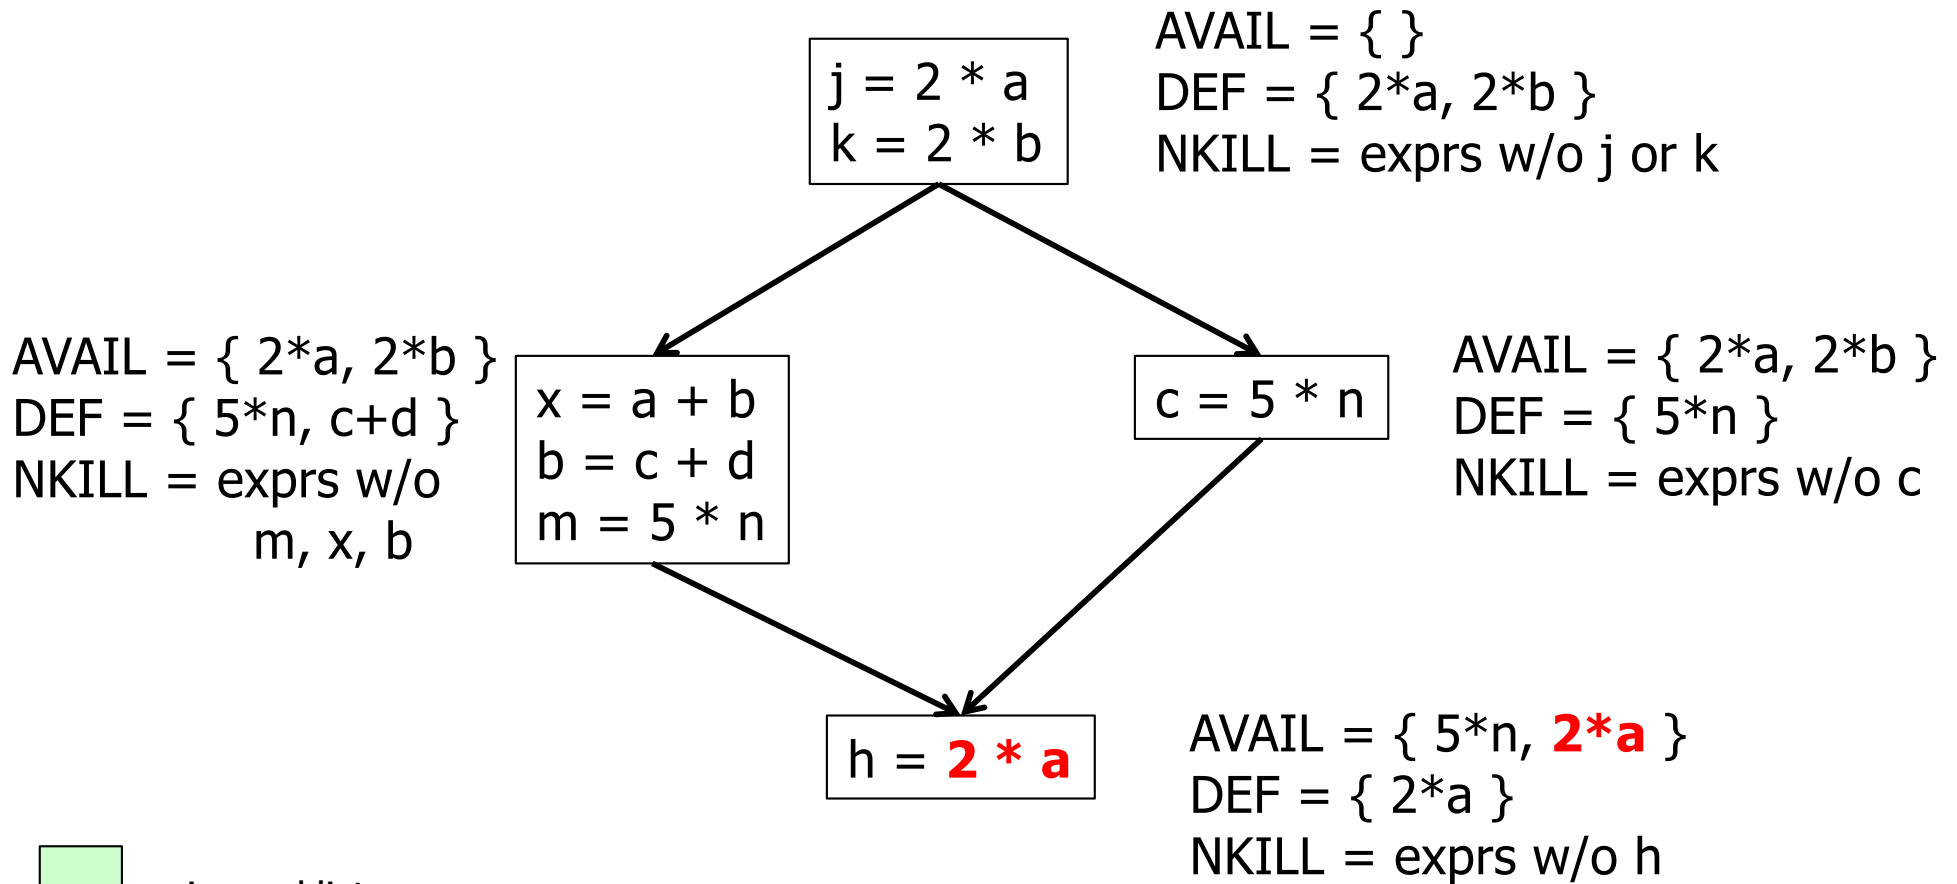 j = 2 * a
k = 2 * b
AVAIL = { }
DEF = { 2*a, 2*b }
NKILL = exprs w/o j or k
AVAIL = { 2*a, 2*b }
DEF = { 5*n, c+d }
NKILL = exprs w/o
m, x, b
x = a + b
b = c + d
m = 5 * n
c = 5 * n
AVAIL = { 2*a, 2*b }
DEF = { 5*n }
NKILL = exprs w/o c
h = 2 * a
AVAIL = { 5*n, 2*a }
DEF = { 2*a }
NKILL = exprs w/o h